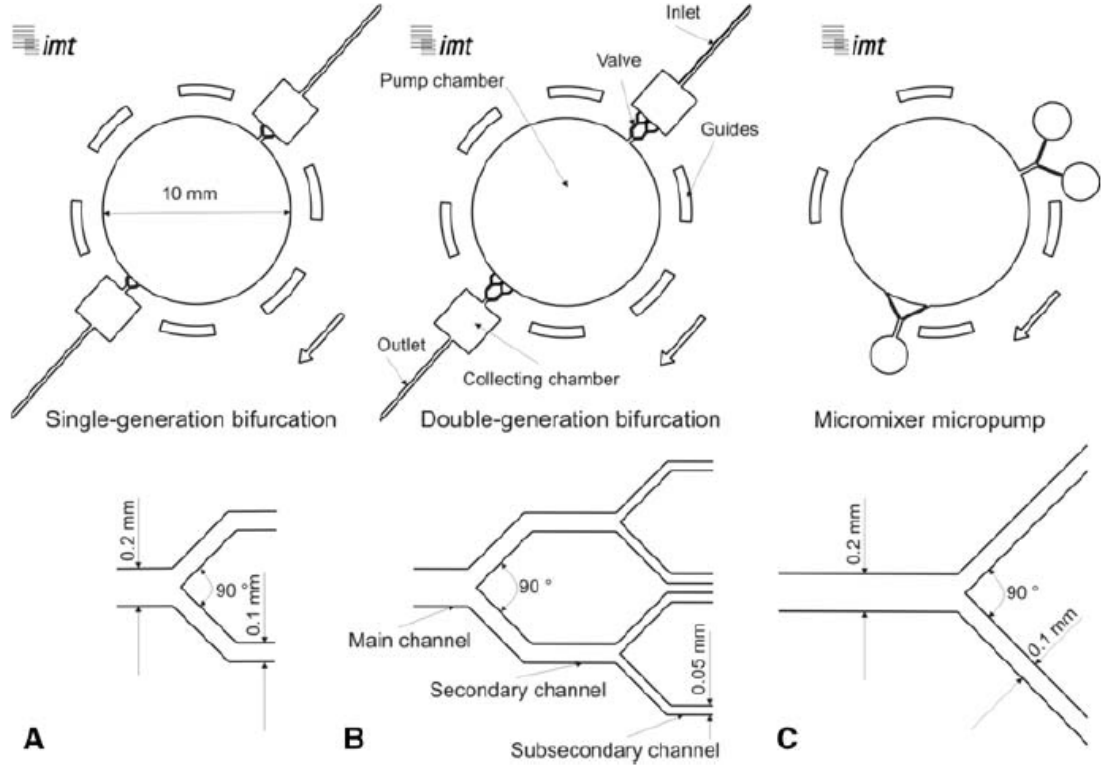 imt
10 mm
Single-generation bifurcation
0.2 mm
90 °
0.1 mm
A
imt
Inlet
Valve
Pump chamber
Guides
Outlet
Collecting chamber
Double-generation bifurcation
90 °
Main channel
Secondary channel
0.05 mm
Subsecondary channel
B
imt
Micromixer micropump
0.2 mm
90 °
0.1 mm
C